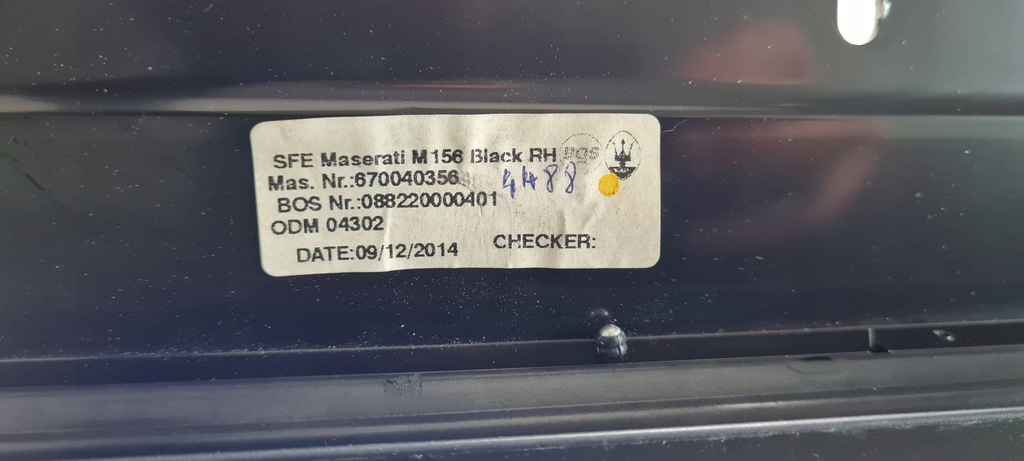 SFE Maserati M156 Black RH BOS
Mas. Nr.:670040356
4488
BOS Nr.:088220000401
ODM 04302
DATE:09/12/2014 CHECKER: